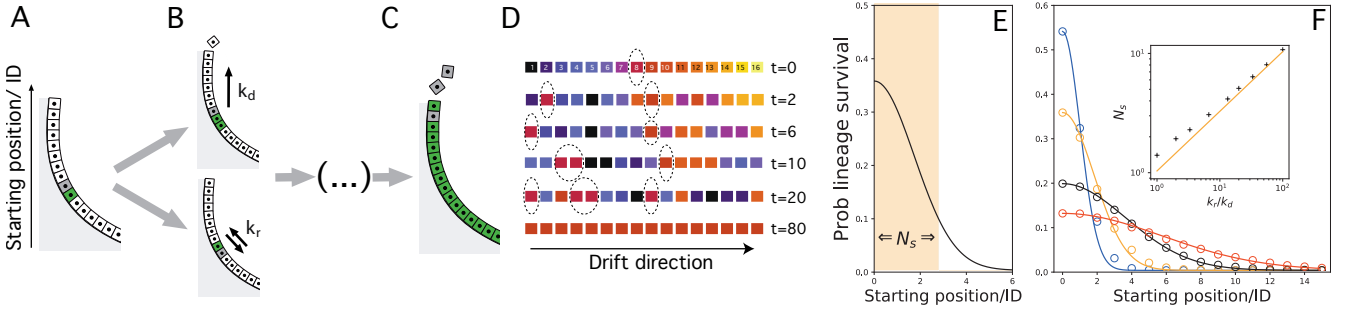 A
B
C
D
E
F
Starting position/ ID
k_d
k_r
(...)
1 2 3 4 5 6 7 8 9 10 11 12 13 14 15 16
t=0
t=2
t=6
t=10
t=20
t=80
Drift direction
Prob lineage survival
0.5
0.4
0.3
0.2
0.1
0.0
⇐ N_s ⇒
0 2 4 6
Starting position/ID
0.6
0.5
0.4
0.3
0.2
0.1
0.0
N_s
10^1
10^0
10^0 10^1 10^2
k_r/k_d
0 2 4 6 8 10 12 14
Starting position/ID